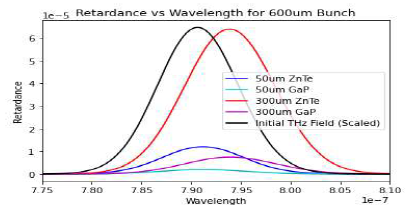 1e-5 Retardance vs Wavelength for 600um Bunch
6
5
4
3
2
1
0
Retardance
50um ZnTe
50um GaP
300um ZnTe
300um GaP
Initial THz Field (Scaled)
7.75 7.80 7.85 7.90 7.95 8.00 8.05 8.10
Wavelength 1e-7